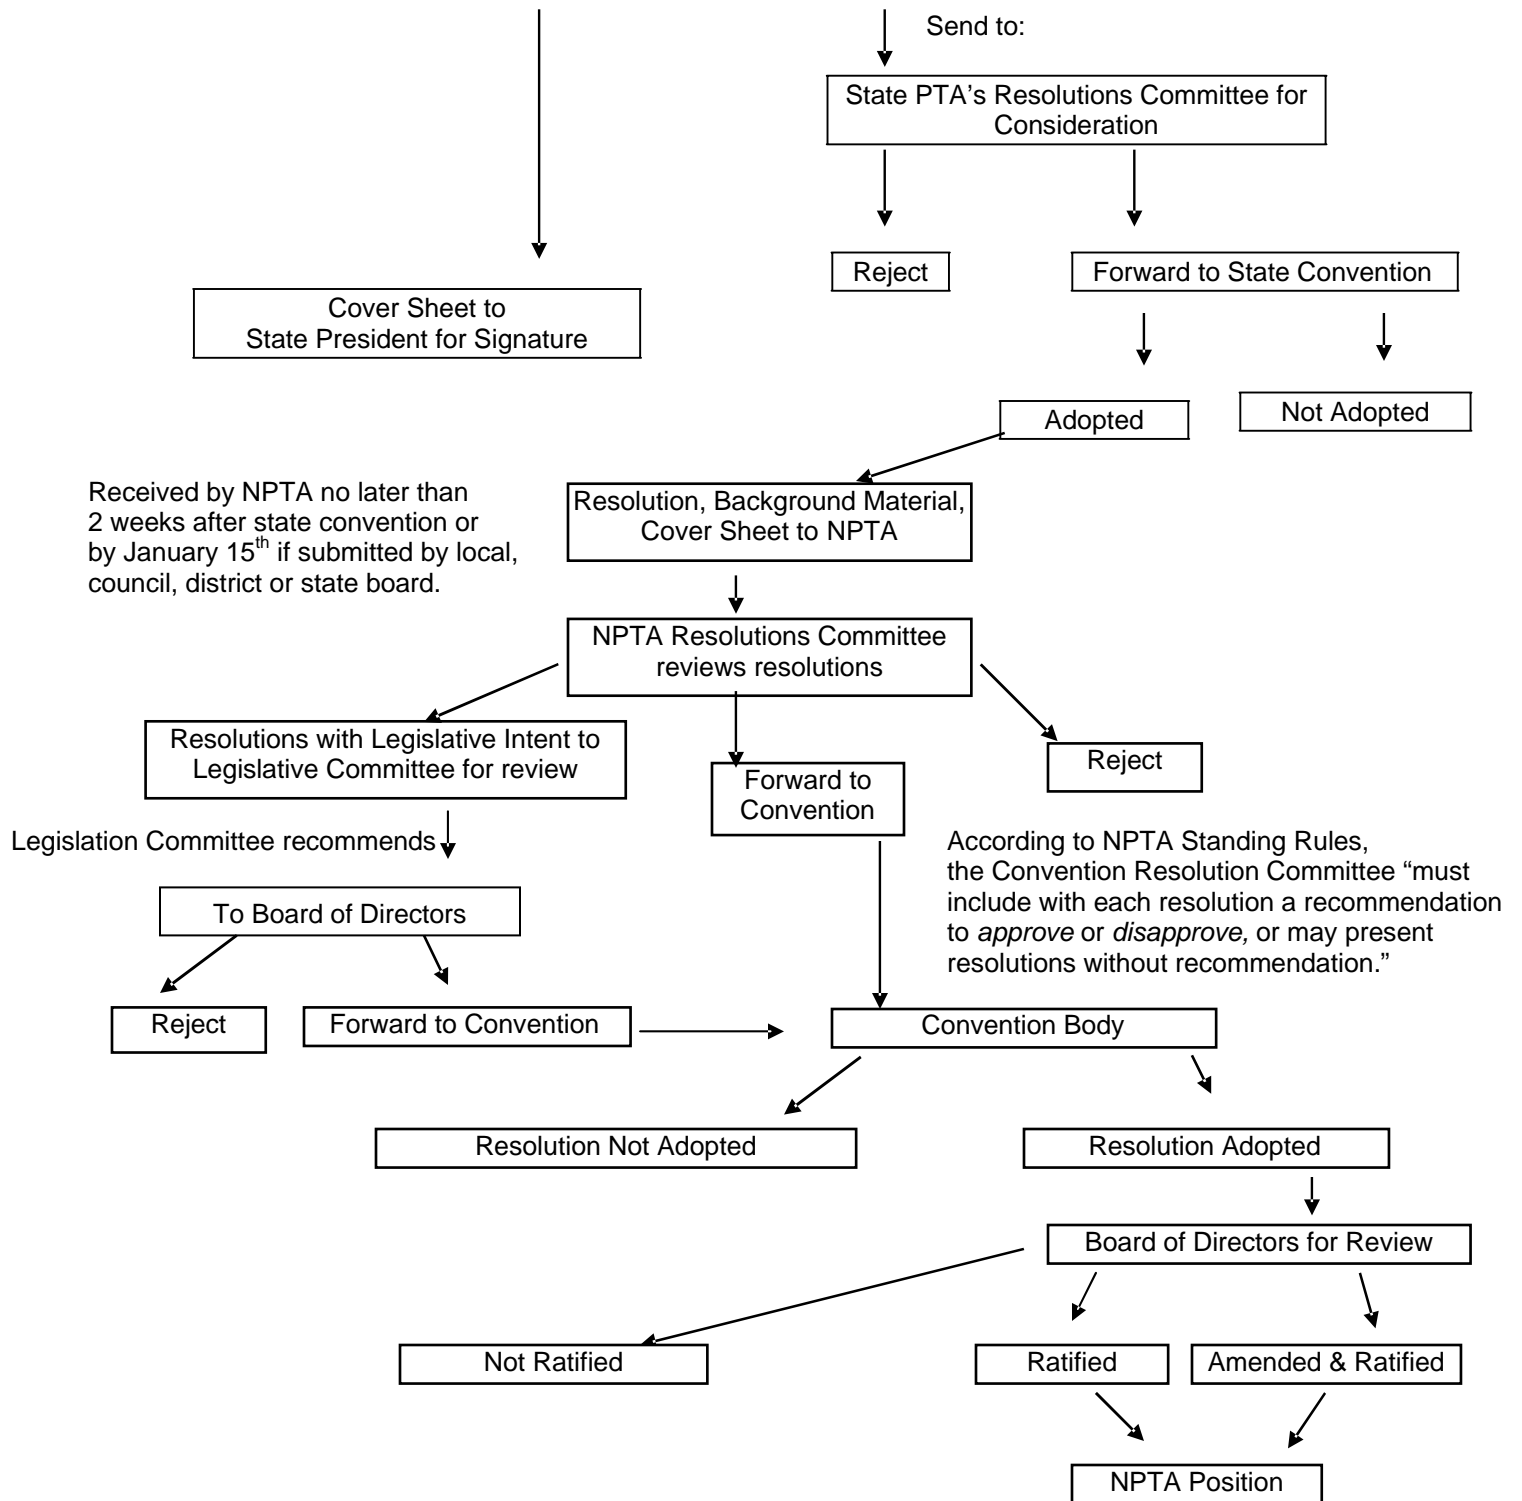 Send to:
State PTA’s Resolutions Committee for
Consideration
Reject
Forward to State Convention
Cover Sheet to
State President for Signature
Adopted
Not Adopted
Received by NPTA no later than
2 weeks after state convention or
by January 15th if submitted by local,
council, district or state board.
Resolution, Background Material,
Cover Sheet to NPTA
NPTA Resolutions Committee
reviews resolutions
Resolutions with Legislative Intent to
Legislative Committee for review
Forward to
Convention
Reject
Legislation Committee recommends
According to NPTA Standing Rules,
the Convention Resolution Committee “must
include with each resolution a recommendation
to approve or disapprove, or may present
resolutions without recommendation.”
To Board of Directors
Reject
Forward to Convention
Convention Body
Resolution Not Adopted
Resolution Adopted
Board of Directors for Review
Not Ratified
Ratified
Amended & Ratified
NPTA Position